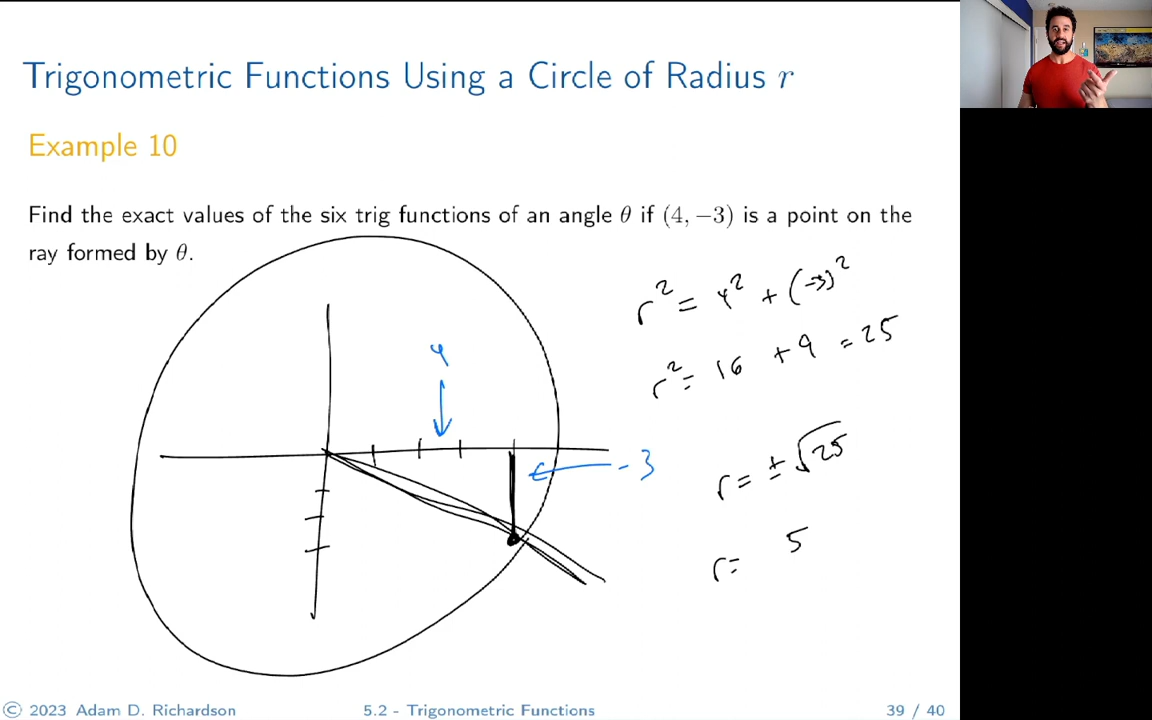 Trigonometric Functions Using a Circle of Radius r
Example 10
Find the exact values of the six trig functions of an angle θ if (4, −3) is a point on the
ray formed by θ.
r² = 4² + (-3)²
r² = 16 + 9 = 25
4
-3
r = ± √25
r = 5
© 2023 Adam D. Richardson
5.2 - Trigonometric Functions
39 / 40